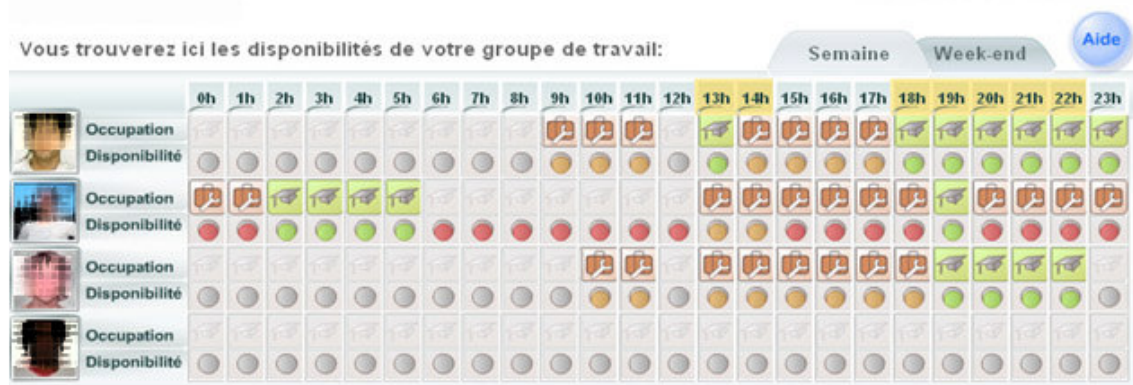 Vous trouverez ici les disponibilités de votre groupe de travail:
Semaine
Week-end
Aide
0h 1h 2h 3h 4h 5h 6h 7h 8h 9h 10h 11h 12h 13h 14h 15h 16h 17h 18h 19h 20h 21h 22h 23h
Occupation
Disponibilité
Occupation
Disponibilité
Occupation
Disponibilité
Occupation
Disponibilité